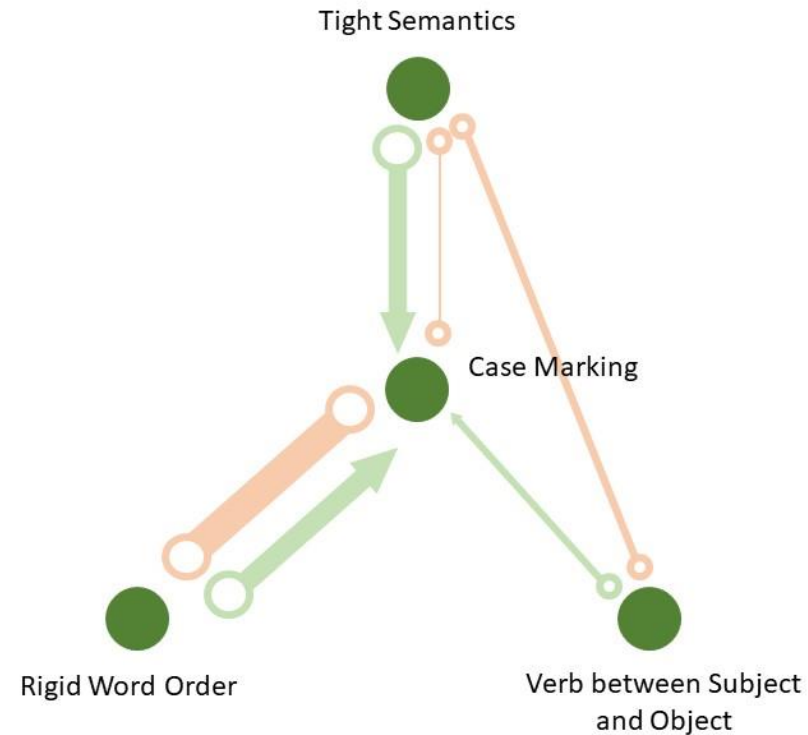 Tight Semantics
Case Marking
Rigid Word Order
Verb between Subject
and Object